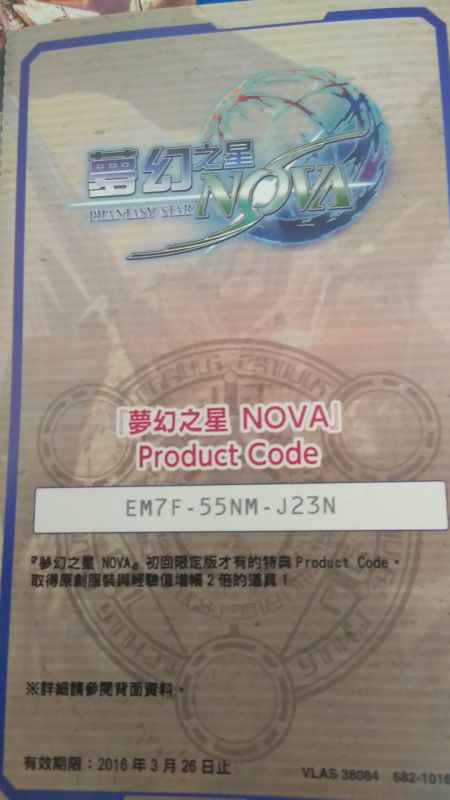 夢幻之星
PHANTASY STAR NOVA
『夢幻之星 NOVA』
Product Code
EM7F-55NM-J23N
『夢幻之星 NOVA』初回限定版才有的特典 Product Code。
取得原創服裝與經驗值增幅 2 倍的道具！
※詳細請參閱背面資料。
有效期限：2016 年 3 月 26 日止
VLAS 38084 682-1016